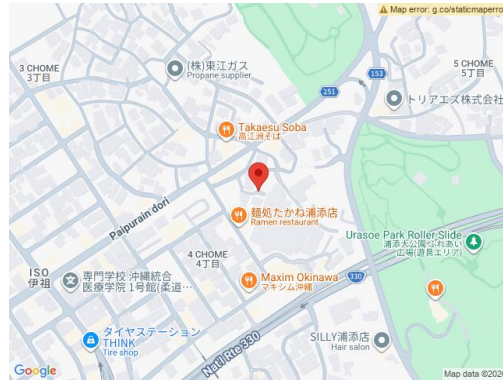 Map error: g.co/staticmaperro
(株)東江ガス
Propane supplier
3 CHOME
3丁目
5 CHOME
5丁目
153
251
トリアエズ株式会社
Takaesu Soba
高江洲そば
Paipurain dori
麺処たかね浦添店
Ramen restaurant
Urasoe Park Roller Slide
浦添大公園ふれあい
広場(遊具エリア)
4 CHOME
4丁目
ISO
伊祖
専門学校 沖縄統合
医療学院 1号館(柔道…
Maxim Okinawa
マキシム沖縄
330
タイヤステーション
THINK
Tire shop
Natl Rte 330
SILLY浦添店
Hair salon
Google
Map data ©2026